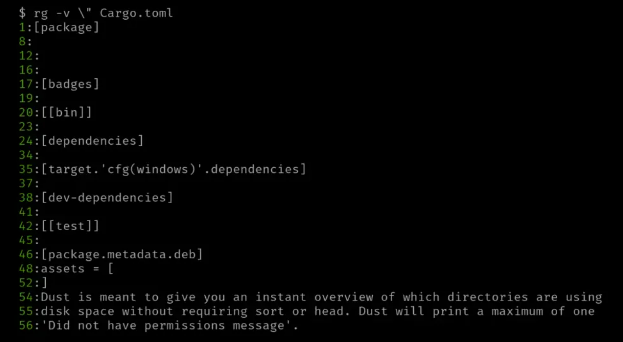 $ rg -v \" Cargo.toml
1:[package]
8:
12:
16:
17:[badges]
19:
20:[[bin]]
23:
24:[dependencies]
34:
35:[target.'cfg(windows)'.dependencies]
37:
38:[dev-dependencies]
41:
42:[[test]]
45:
46:[package.metadata.deb]
48:assets = [
52:]
54:Dust is meant to give you an instant overview of which directories are using
55:disk space without requiring sort or head. Dust will print a maximum of one
56:'Did not have permissions message'.